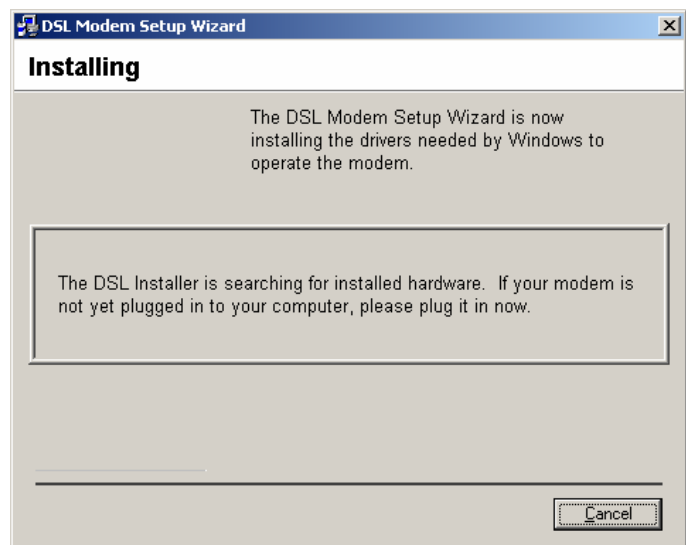 DSL Modem Setup Wizard
Installing
The DSL Modem Setup Wizard is now
installing the drivers needed by Windows to
operate the modem.
The DSL Installer is searching for installed hardware. If your modem is
not yet plugged in to your computer, please plug it in now.
Cancel